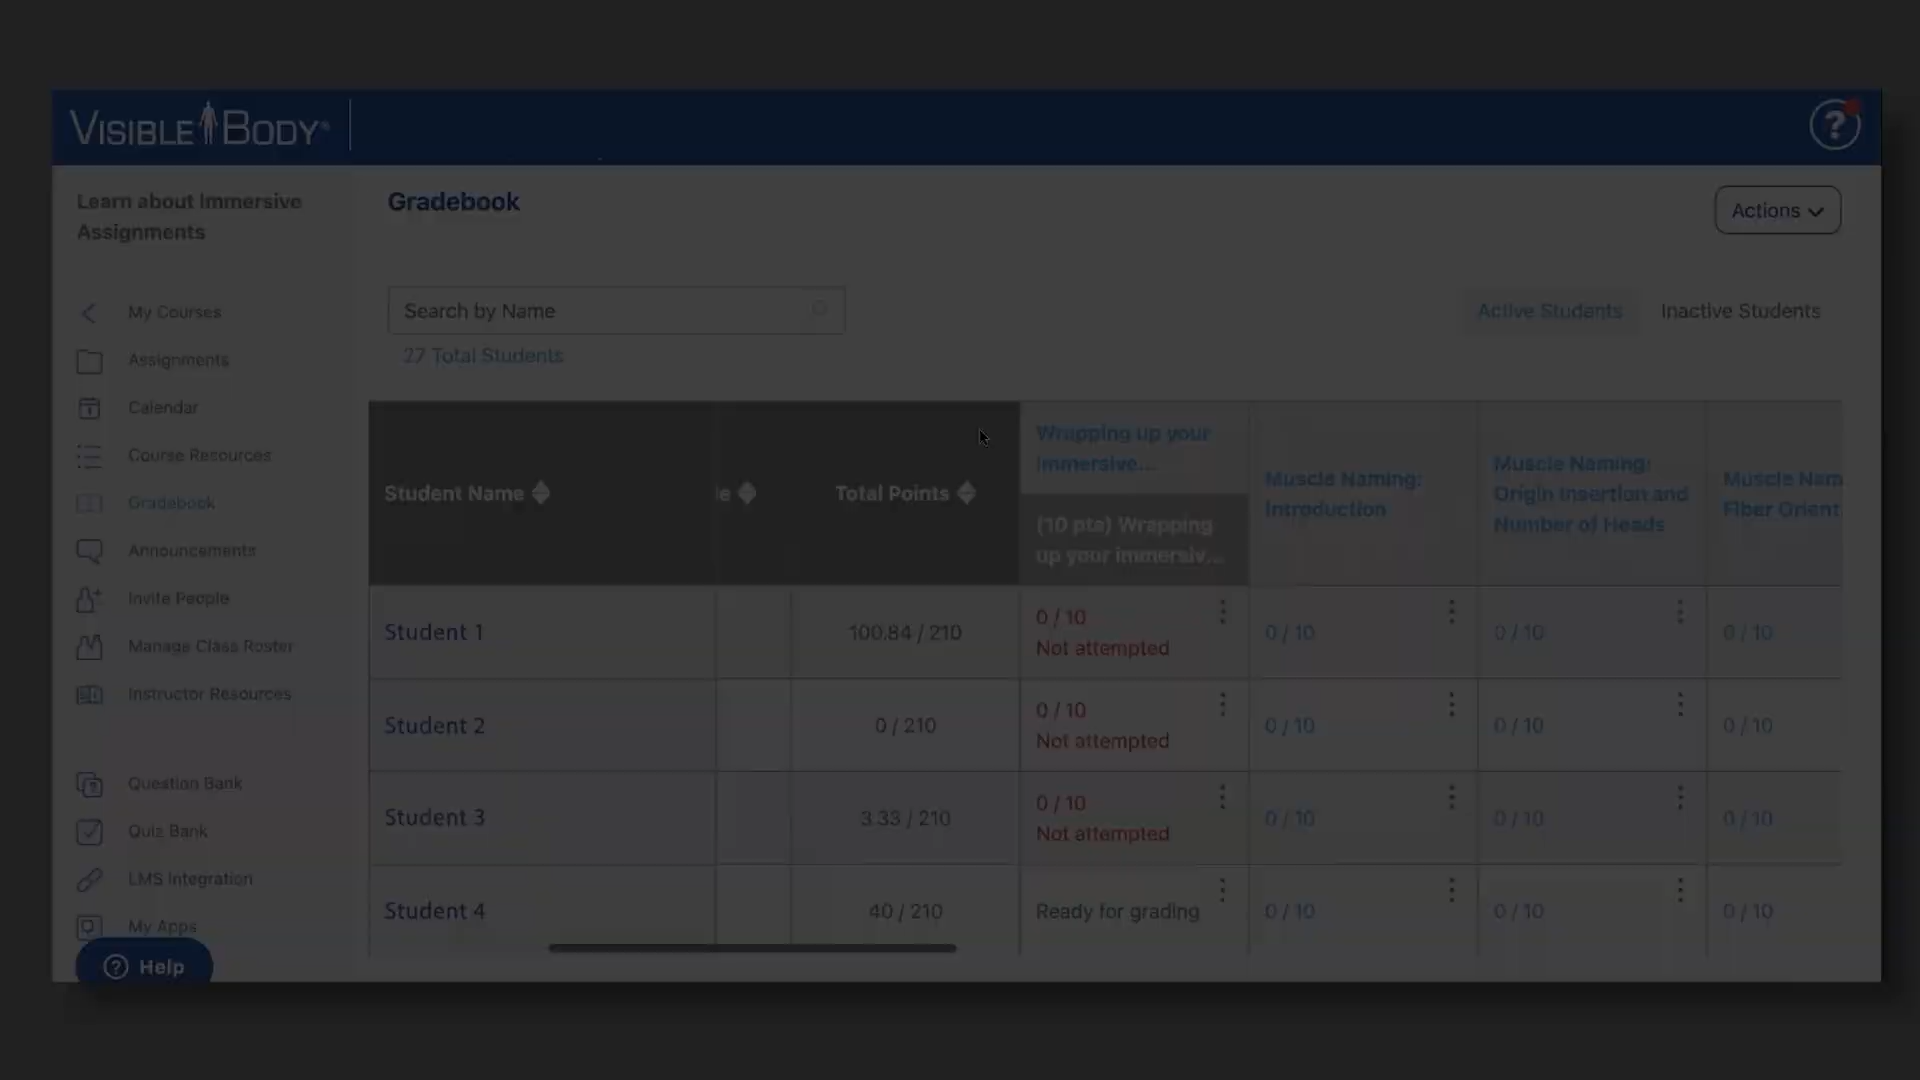 VISIBLE BODY®
?
Learn about Immersive
Assignments
My Courses
Assignments
Calendar
Course Resources
Gradebook
Announcements
Invite People
Manage Class Roster
Instructor Resources
Question Bank
Quiz Bank
LMS Integration
My Apps
? Help
Gradebook
Actions
Search by Name
27 Total Students
Active Students Inactive Students
Student Name
le
Total Points
Wrapping up your
immersive...
(10 pts) Wrapping
up your immersiv...
Muscle Naming:
Introduction
Muscle Naming:
Origin Insertion and
Number of Heads
Muscle Nam
Fiber Orient
Student 1 100.84 / 210 0 / 10 0 / 10 0 / 10 0 / 10
Not attempted
Student 2 0 / 210 0 / 10 0 / 10 0 / 10 0 / 10
Not attempted
Student 3 3.33 / 210 0 / 10 0 / 10 0 / 10 0 / 10
Not attempted
Student 4 40 / 210 Ready for grading 0 / 10 0 / 10 0 / 10